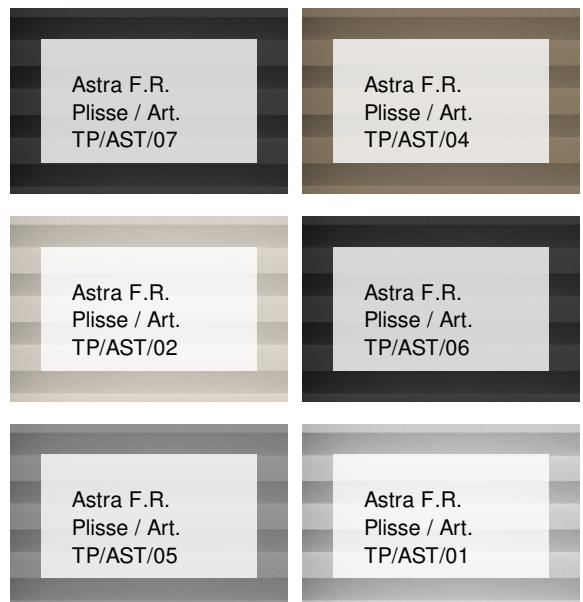 Astra F.R.
Plisse / Art.
TP/AST/07
Astra F.R.
Plisse / Art.
TP/AST/04
Astra F.R.
Plisse / Art.
TP/AST/02
Astra F.R.
Plisse / Art.
TP/AST/06
Astra F.R.
Plisse / Art.
TP/AST/05
Astra F.R.
Plisse / Art.
TP/AST/01